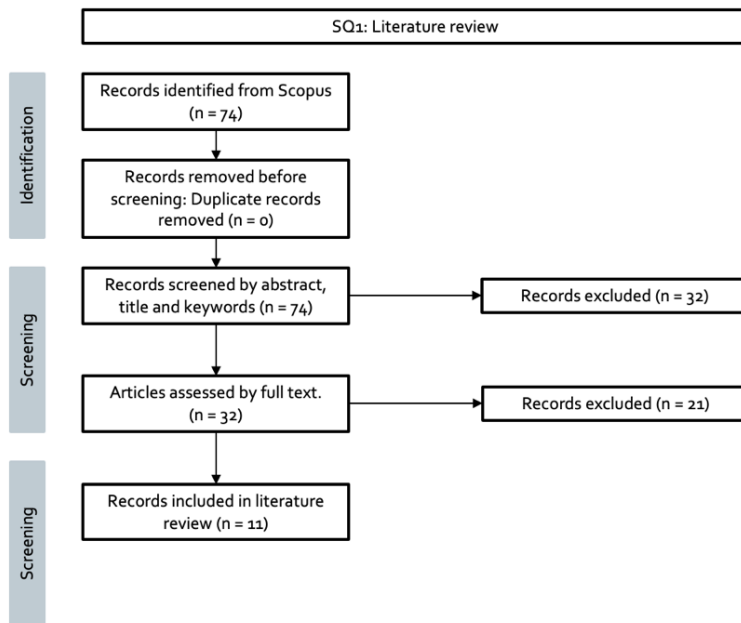 SQ1: Literature review
Identification
Records identified from Scopus
(n = 74)
Records removed before
screening: Duplicate records
removed (n = 0)
Screening
Records screened by abstract,
title and keywords (n = 74)
Records excluded (n = 32)
Articles assessed by full text.
(n = 32)
Records excluded (n = 21)
Screening
Records included in literature
review (n = 11)